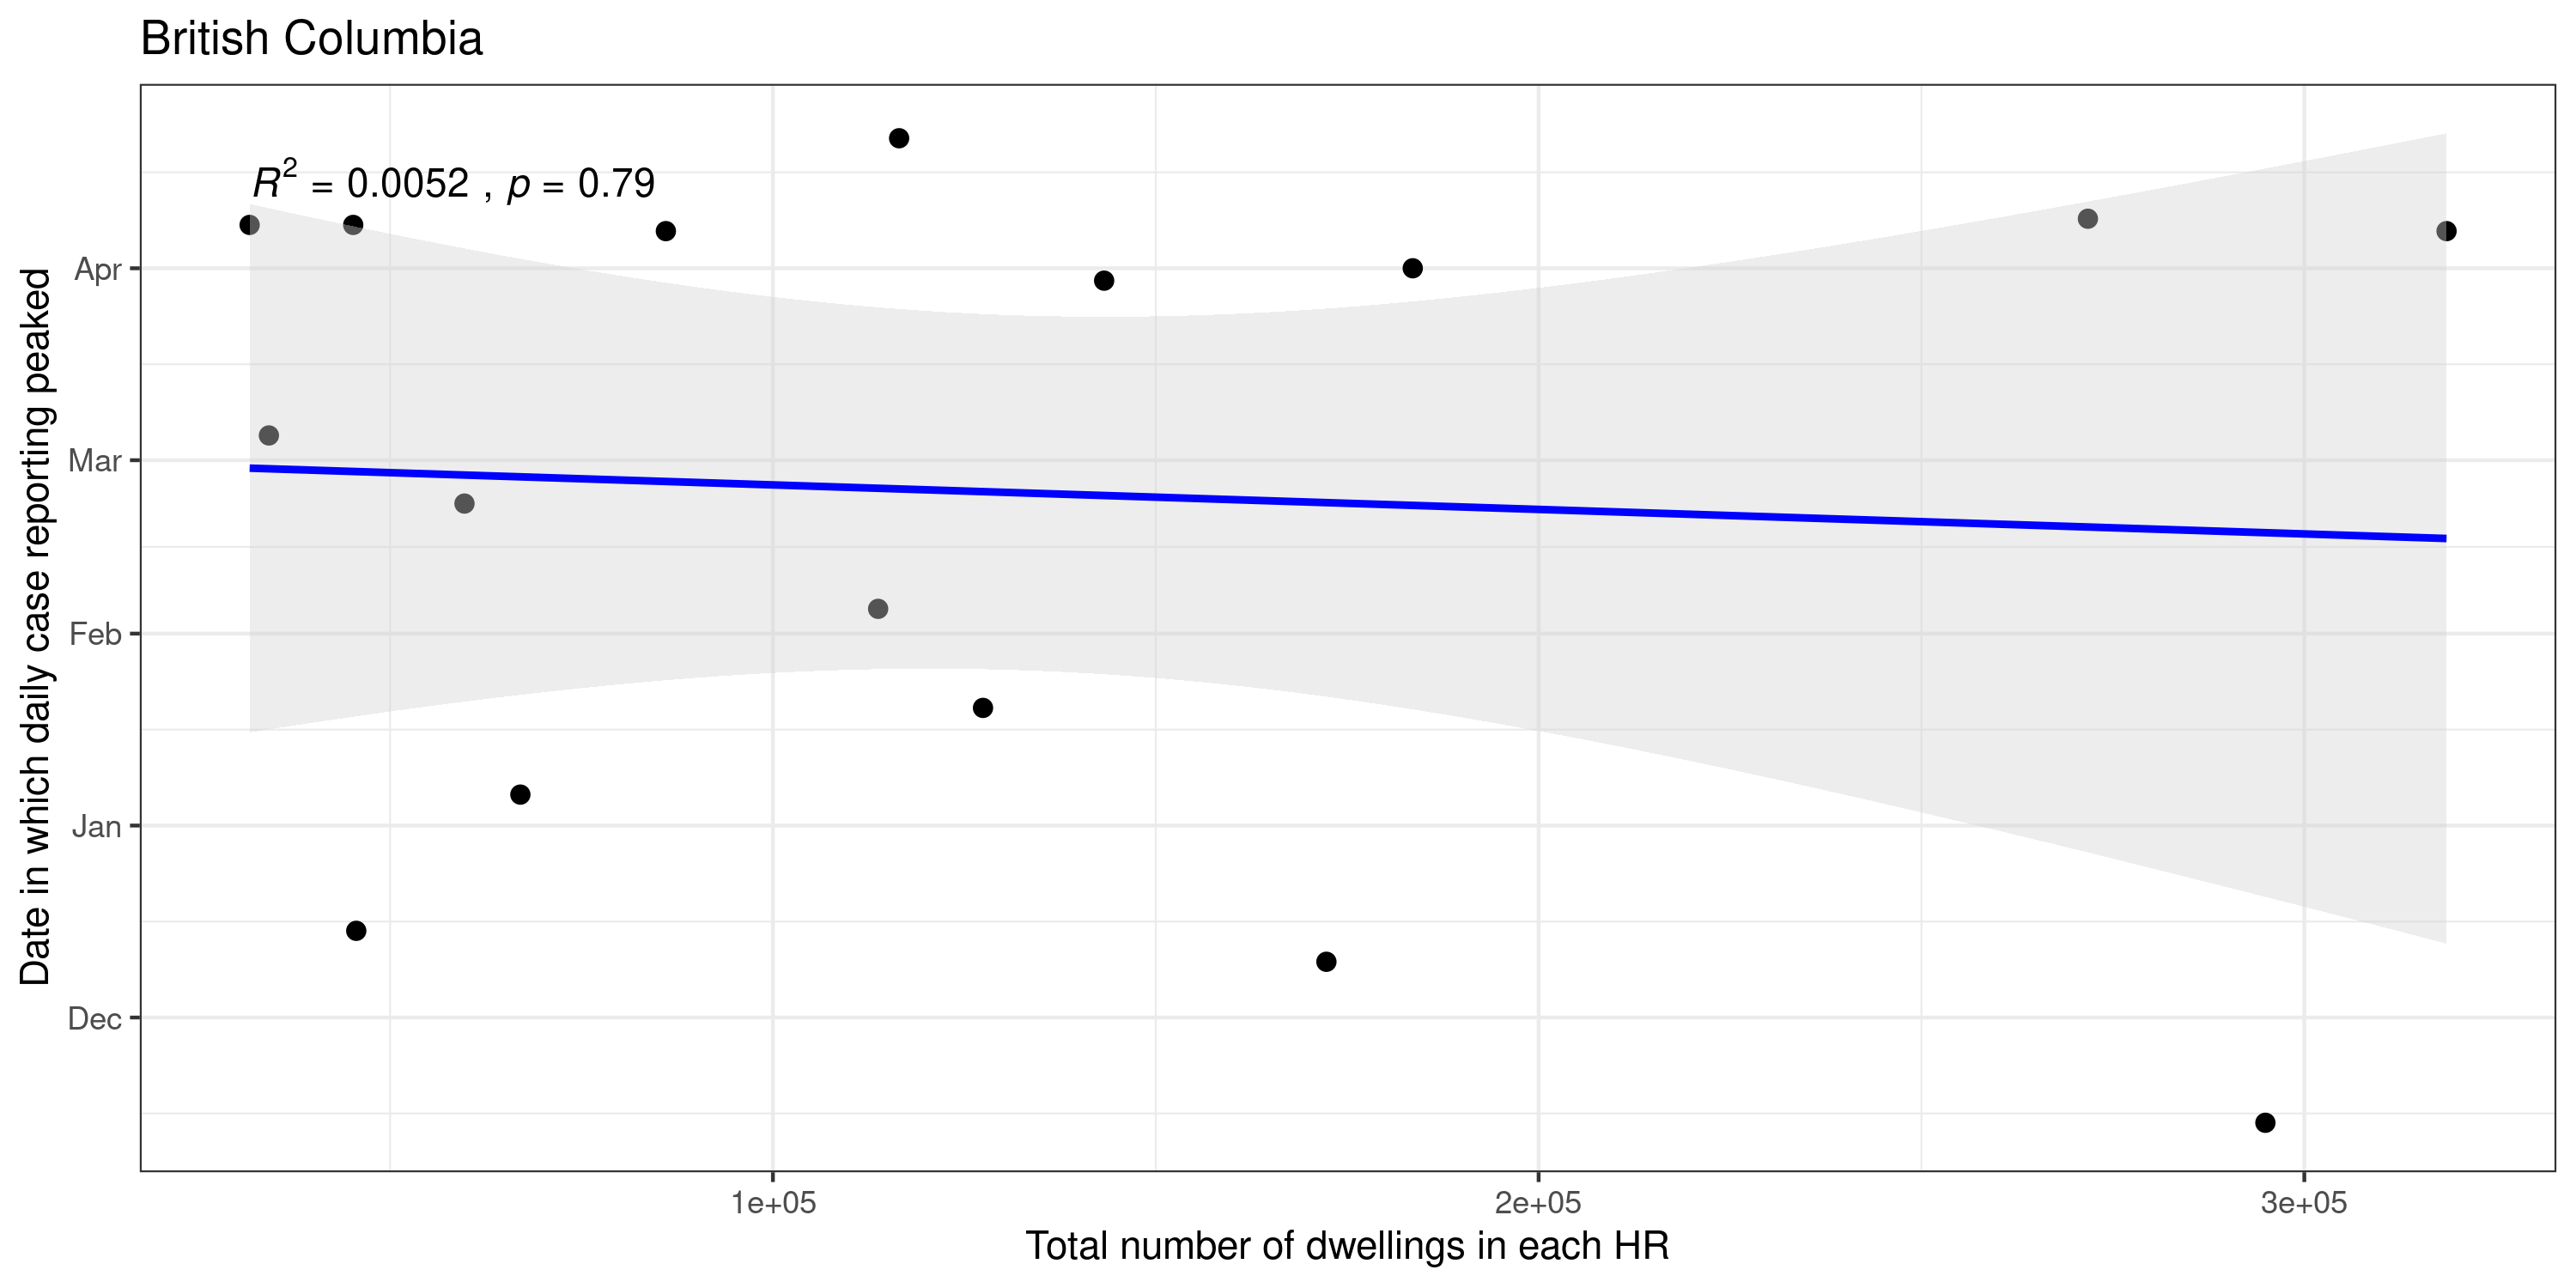 British Columbia
R² = 0.0052 , p = 0.79
Date in which daily case reporting peaked
Apr
Mar
Feb
Jan
Dec
1e+05 2e+05 3e+05
Total number of dwellings in each HR